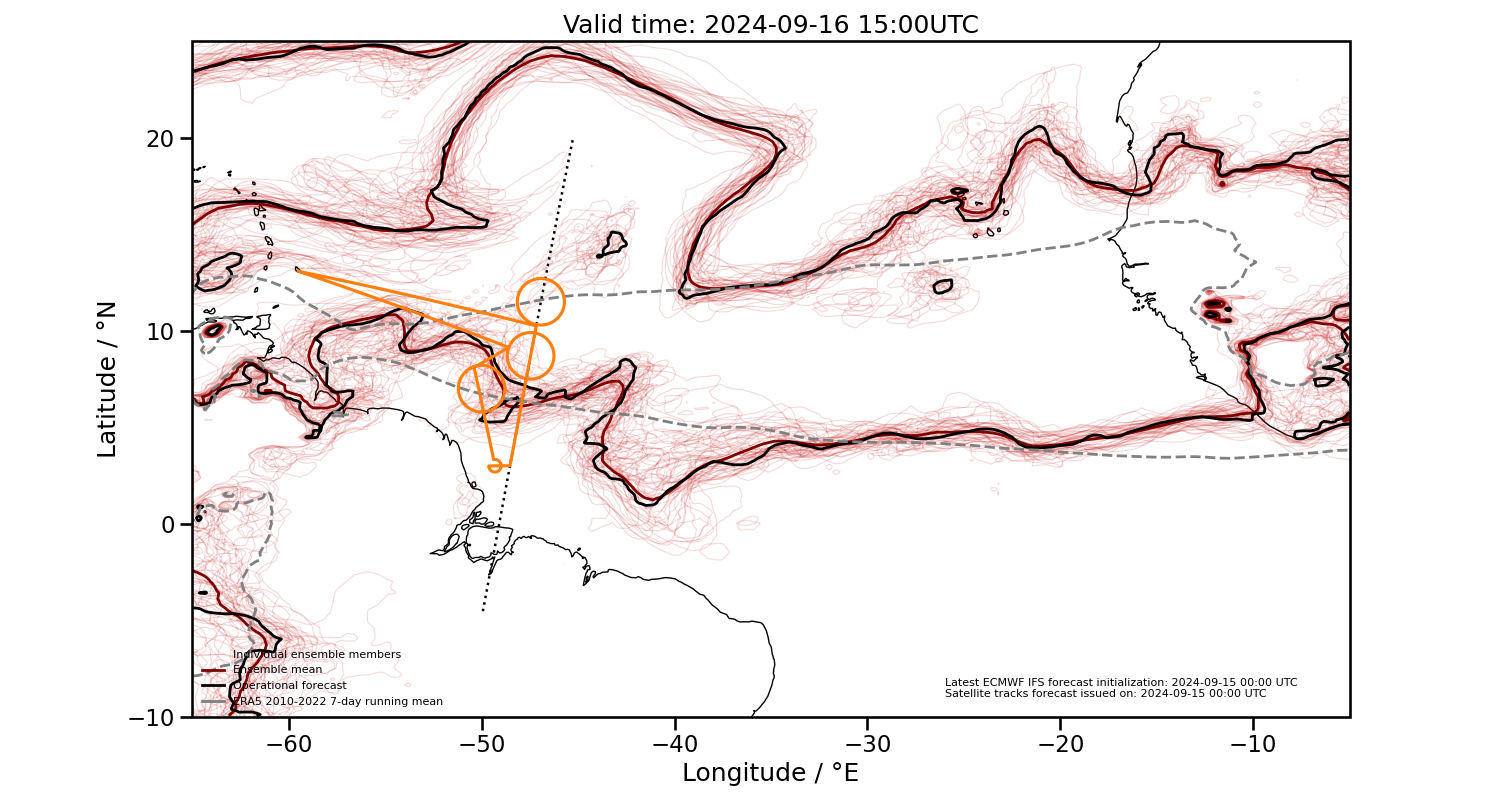 Valid time: 2024-09-16 15:00UTC
Latitude / °N
20
10
0
−10
Individual ensemble members
Ensemble mean
Operational forecast
ERA5 2010-2022 7-day running mean
Latest ECMWF IFS forecast initialization: 2024-09-15 00:00 UTC
Satellite tracks forecast issued on: 2024-09-15 00:00 UTC
−60
−50
−40
−30
−20
−10
Longitude / °E